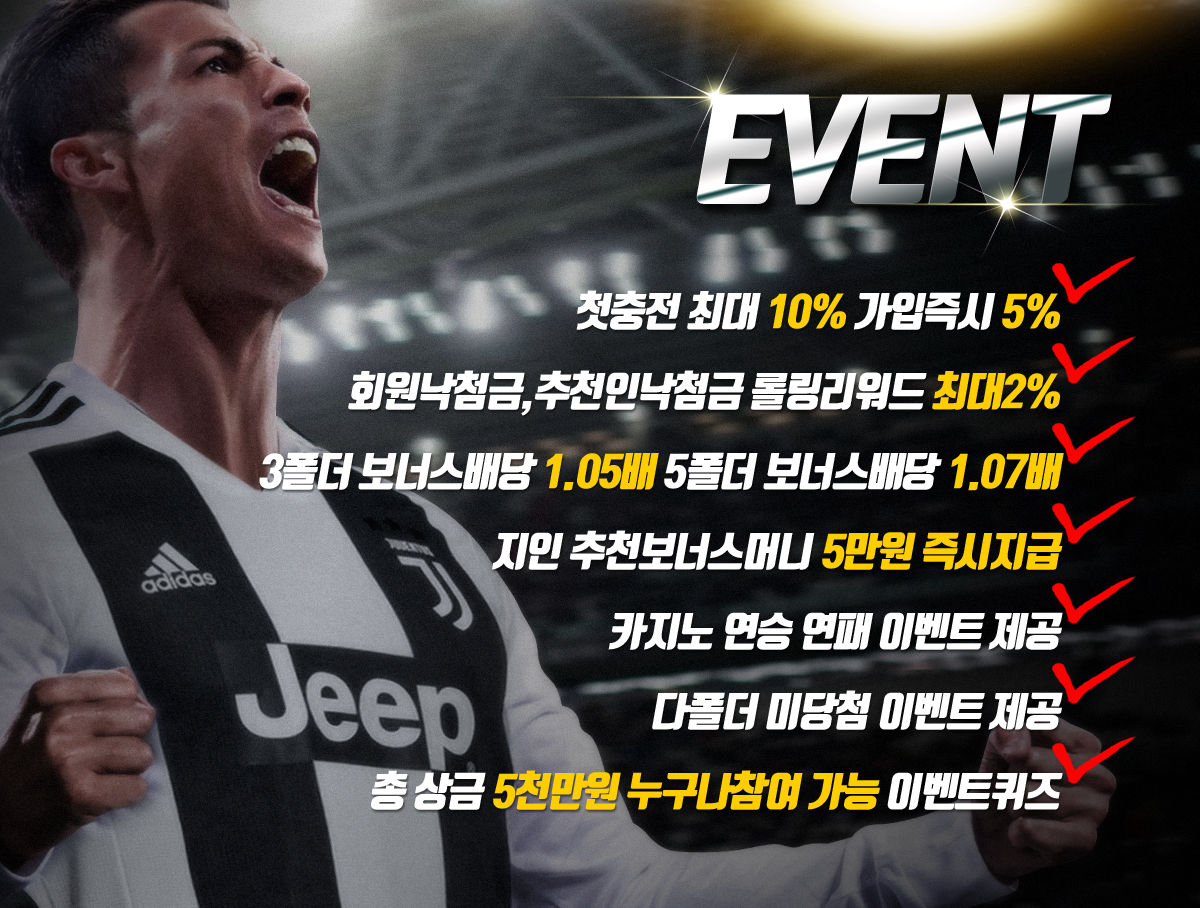 EVENT
첫충전 최대 10% 가입즉시 5%
회원낙첨금,추천인낙첨금 롤링리워드 최대2%
3폴더 보너스배당 1.05배 5폴더 보너스배당 1.07배
지인 추천보너스머니 5만원 즉시지급
카지노 연승 연패 이벤트 제공
다폴더 미당첨 이벤트 제공
총 상금 5천만원 누구나참여 가능 이벤트퀴즈
adidas
JUVENTUS
Jeep